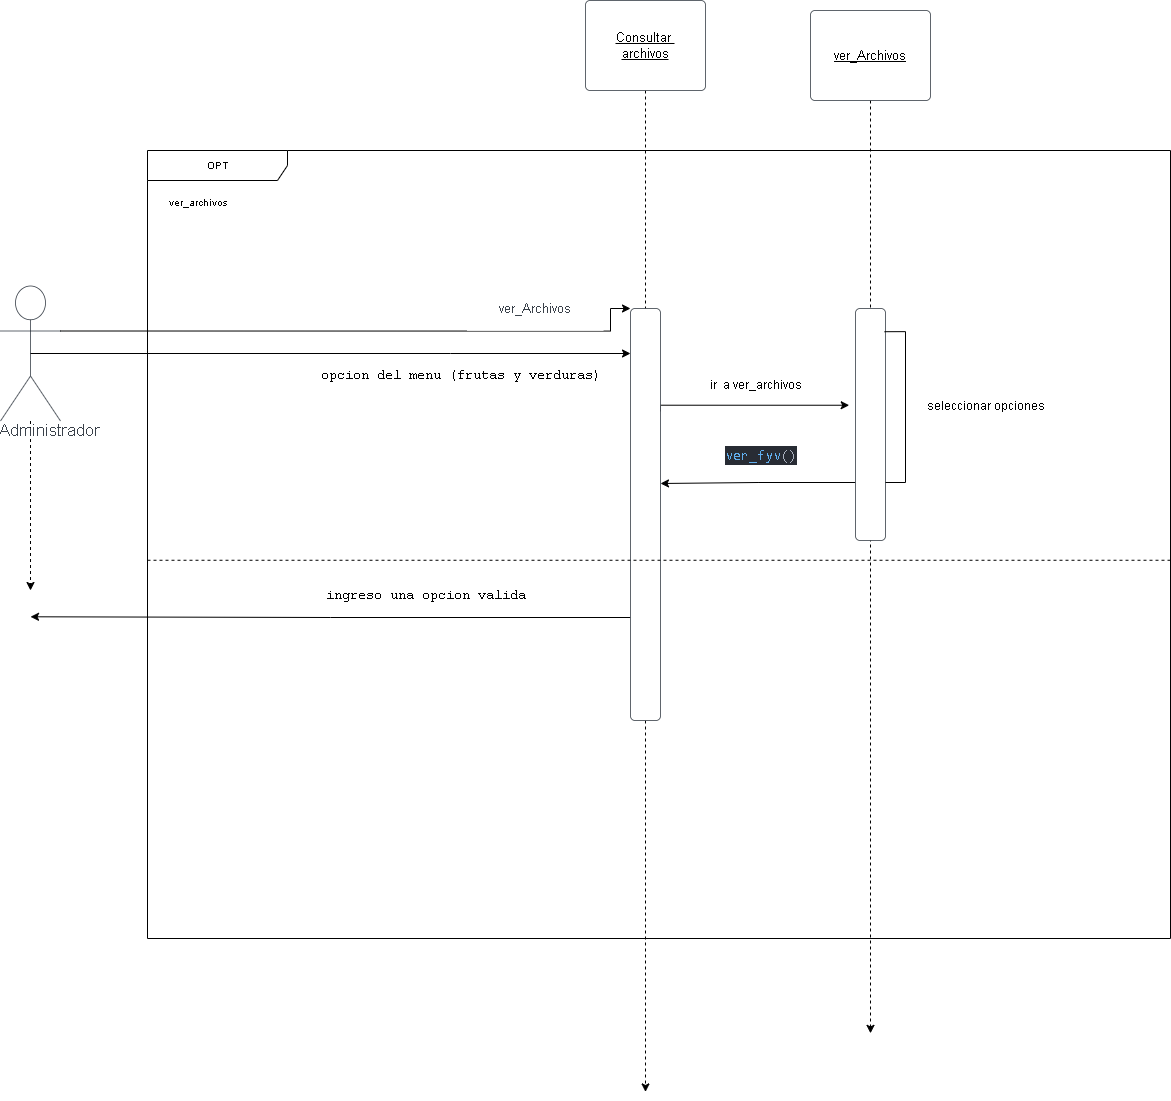 Consultar
archivos
ver_Archivos
OPT
ver_archivos
ver_Archivos
opcion del menu (frutas y verduras)
ir a ver_archivos
seleccionar opciones
Administrador
ver_fyv()
ingreso una opcion valida